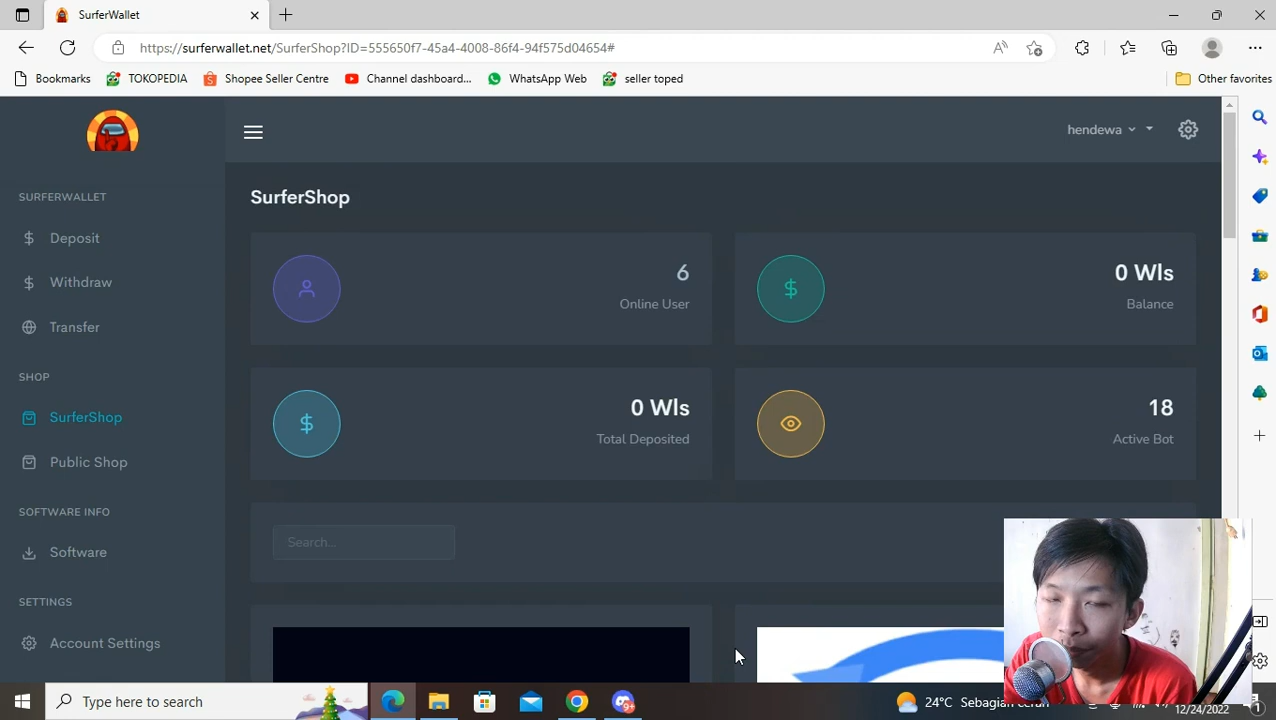 SurferWallet
https://surferwallet.net/SurferShop?ID=555650f7-45a4-4008-86f4-94f575d04654#
Bookmarks TOKOPEDIA Shopee Seller Centre Channel dashboard... WhatsApp Web seller toped Other favorites
hendewa
SURFERWALLET
Deposit
Withdraw
Transfer
SHOP
SurferShop
Public Shop
SOFTWARE INFO
Software
SETTINGS
Account Settings
SurferShop
6
Online User
0 Wls
Balance
0 Wls
Total Deposited
18
Active Bot
Search...
Type here to search
24°C Sebagian cerah
12/24/2022